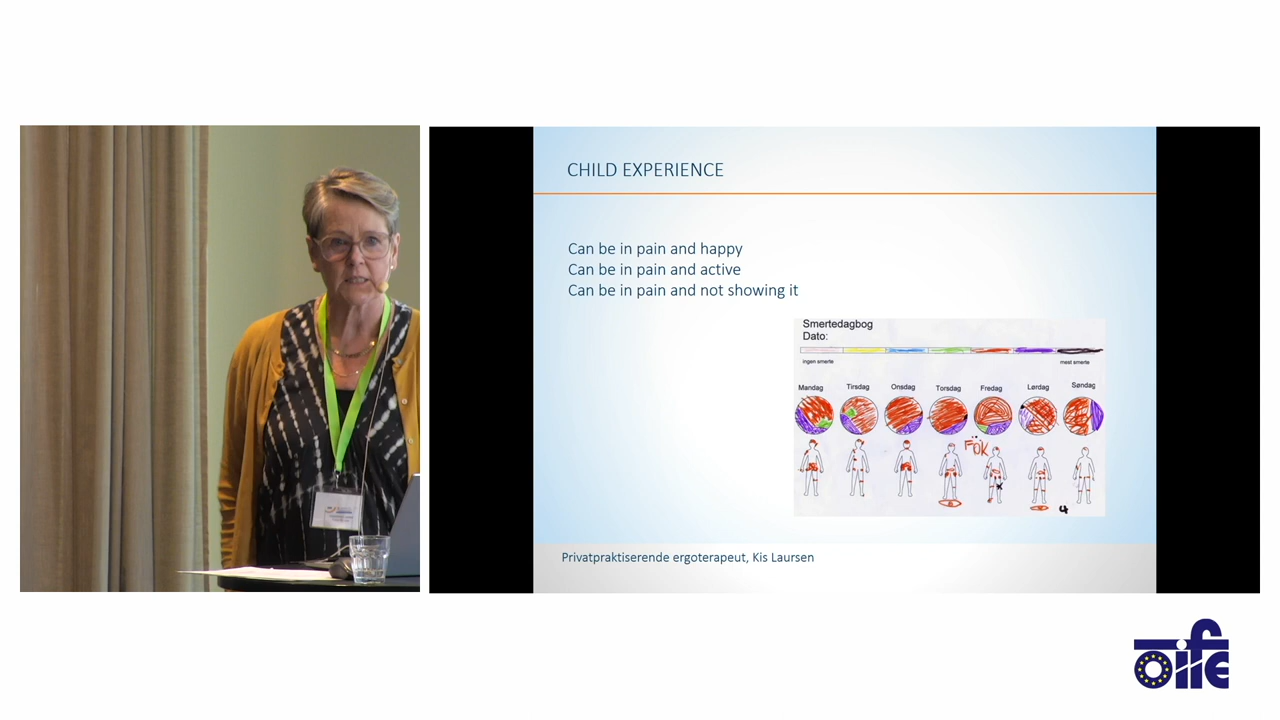 CHILD EXPERIENCE
Can be in pain and happy
Can be in pain and active
Can be in pain and not showing it
Smertedagbog
Dato:
ingen smerte
mest smerte
Mandag Tirsdag Onsdag Torsdag Fredag Lørdag Søndag
FÖK
4
Privatpraktiserende ergoterapeut, Kis Laursen
oife